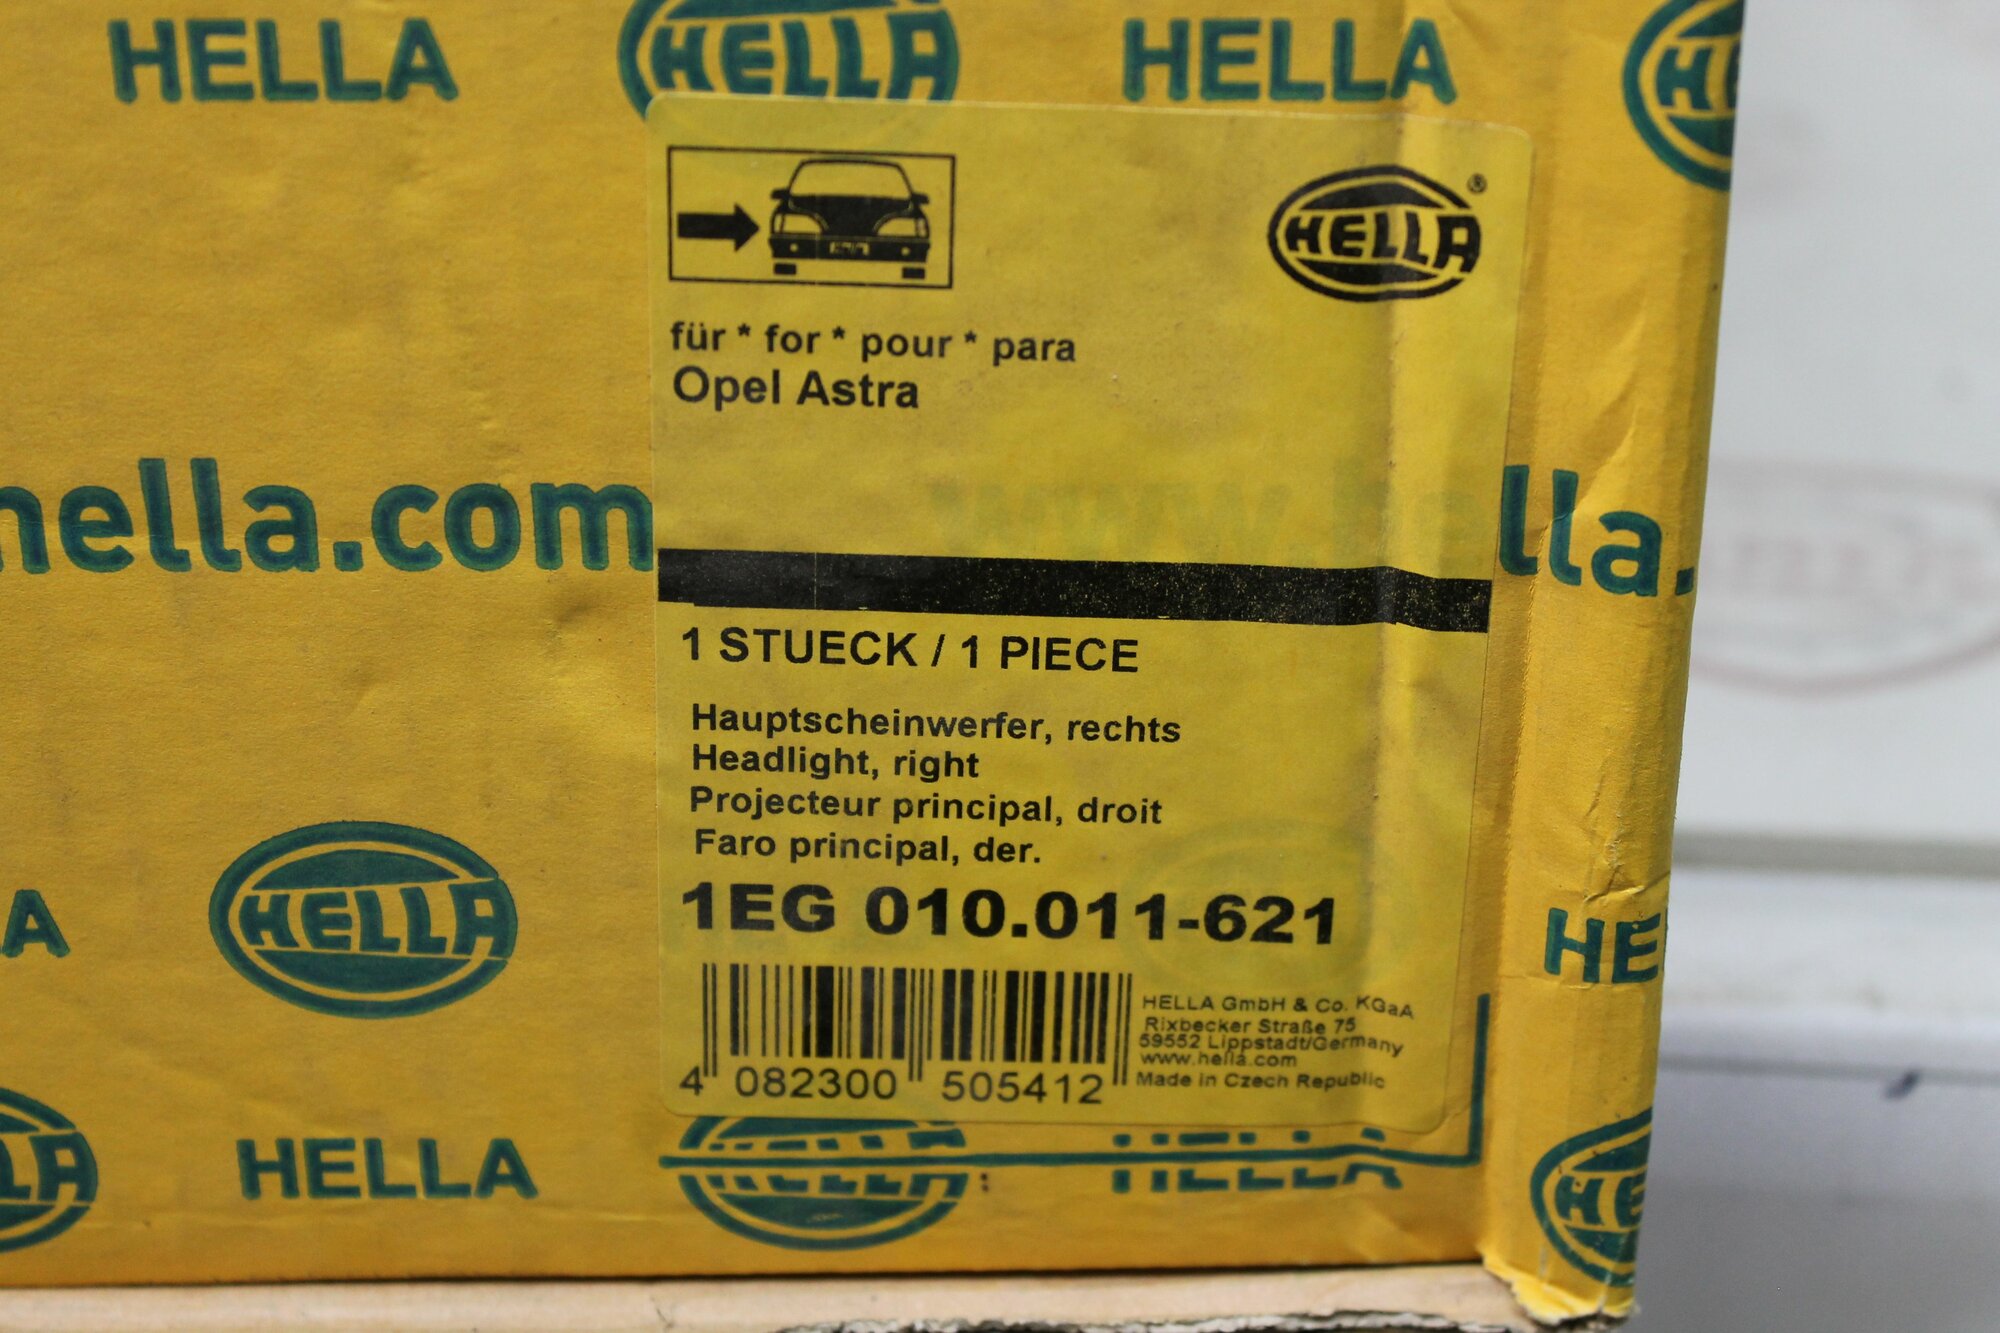 HELLA HELLA HELLA
HELLA
®
für * for * pour * para
Opel Astra
hella.com
lla.
1 STUECK / 1 PIECE
Hauptscheinwerfer, rechts
Headlight, right
Projecteur principal, droit
Faro principal, der.
1EG 010.011-621
HELLA
HE
HELLA GmbH & Co. KGaA
Rixbecker Straße 75
59552 Lippstadt/Germany
www.hella.com
Made in Czech Republic
4 082300 505412
HELLA HELLA HELLA